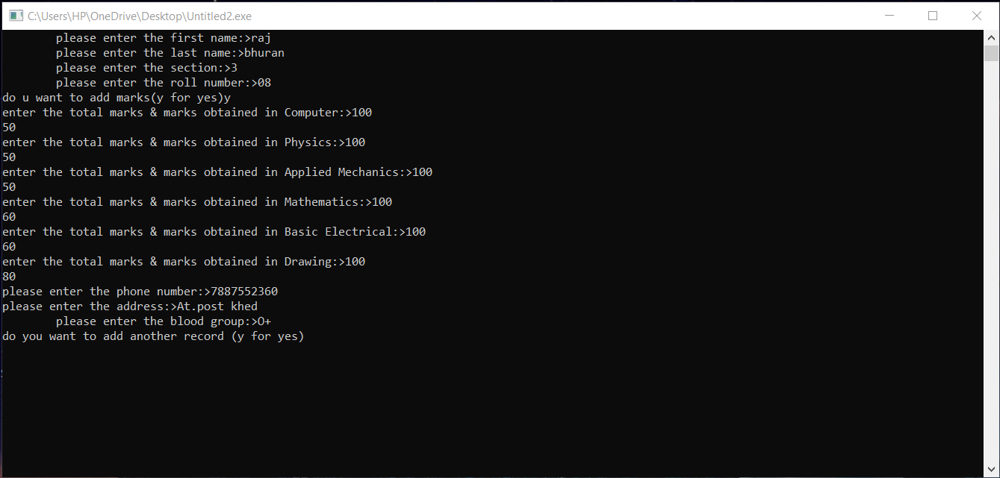 C:\Users\HP\OneDrive\Desktop\Untitled2.exe
please enter the first name:>raj
please enter the last name:>bhuran
please enter the section:>3
please enter the roll number:>08
do u want to add marks(y for yes)y
enter the total marks & marks obtained in Computer:>100
50
enter the total marks & marks obtained in Physics:>100
50
enter the total marks & marks obtained in Applied Mechanics:>100
50
enter the total marks & marks obtained in Mathematics:>100
60
enter the total marks & marks obtained in Basic Electrical:>100
60
enter the total marks & marks obtained in Drawing:>100
80
please enter the phone number:>7887552360
please enter the address:>At.post khed
please enter the blood group:>O+
do you want to add another record (y for yes)